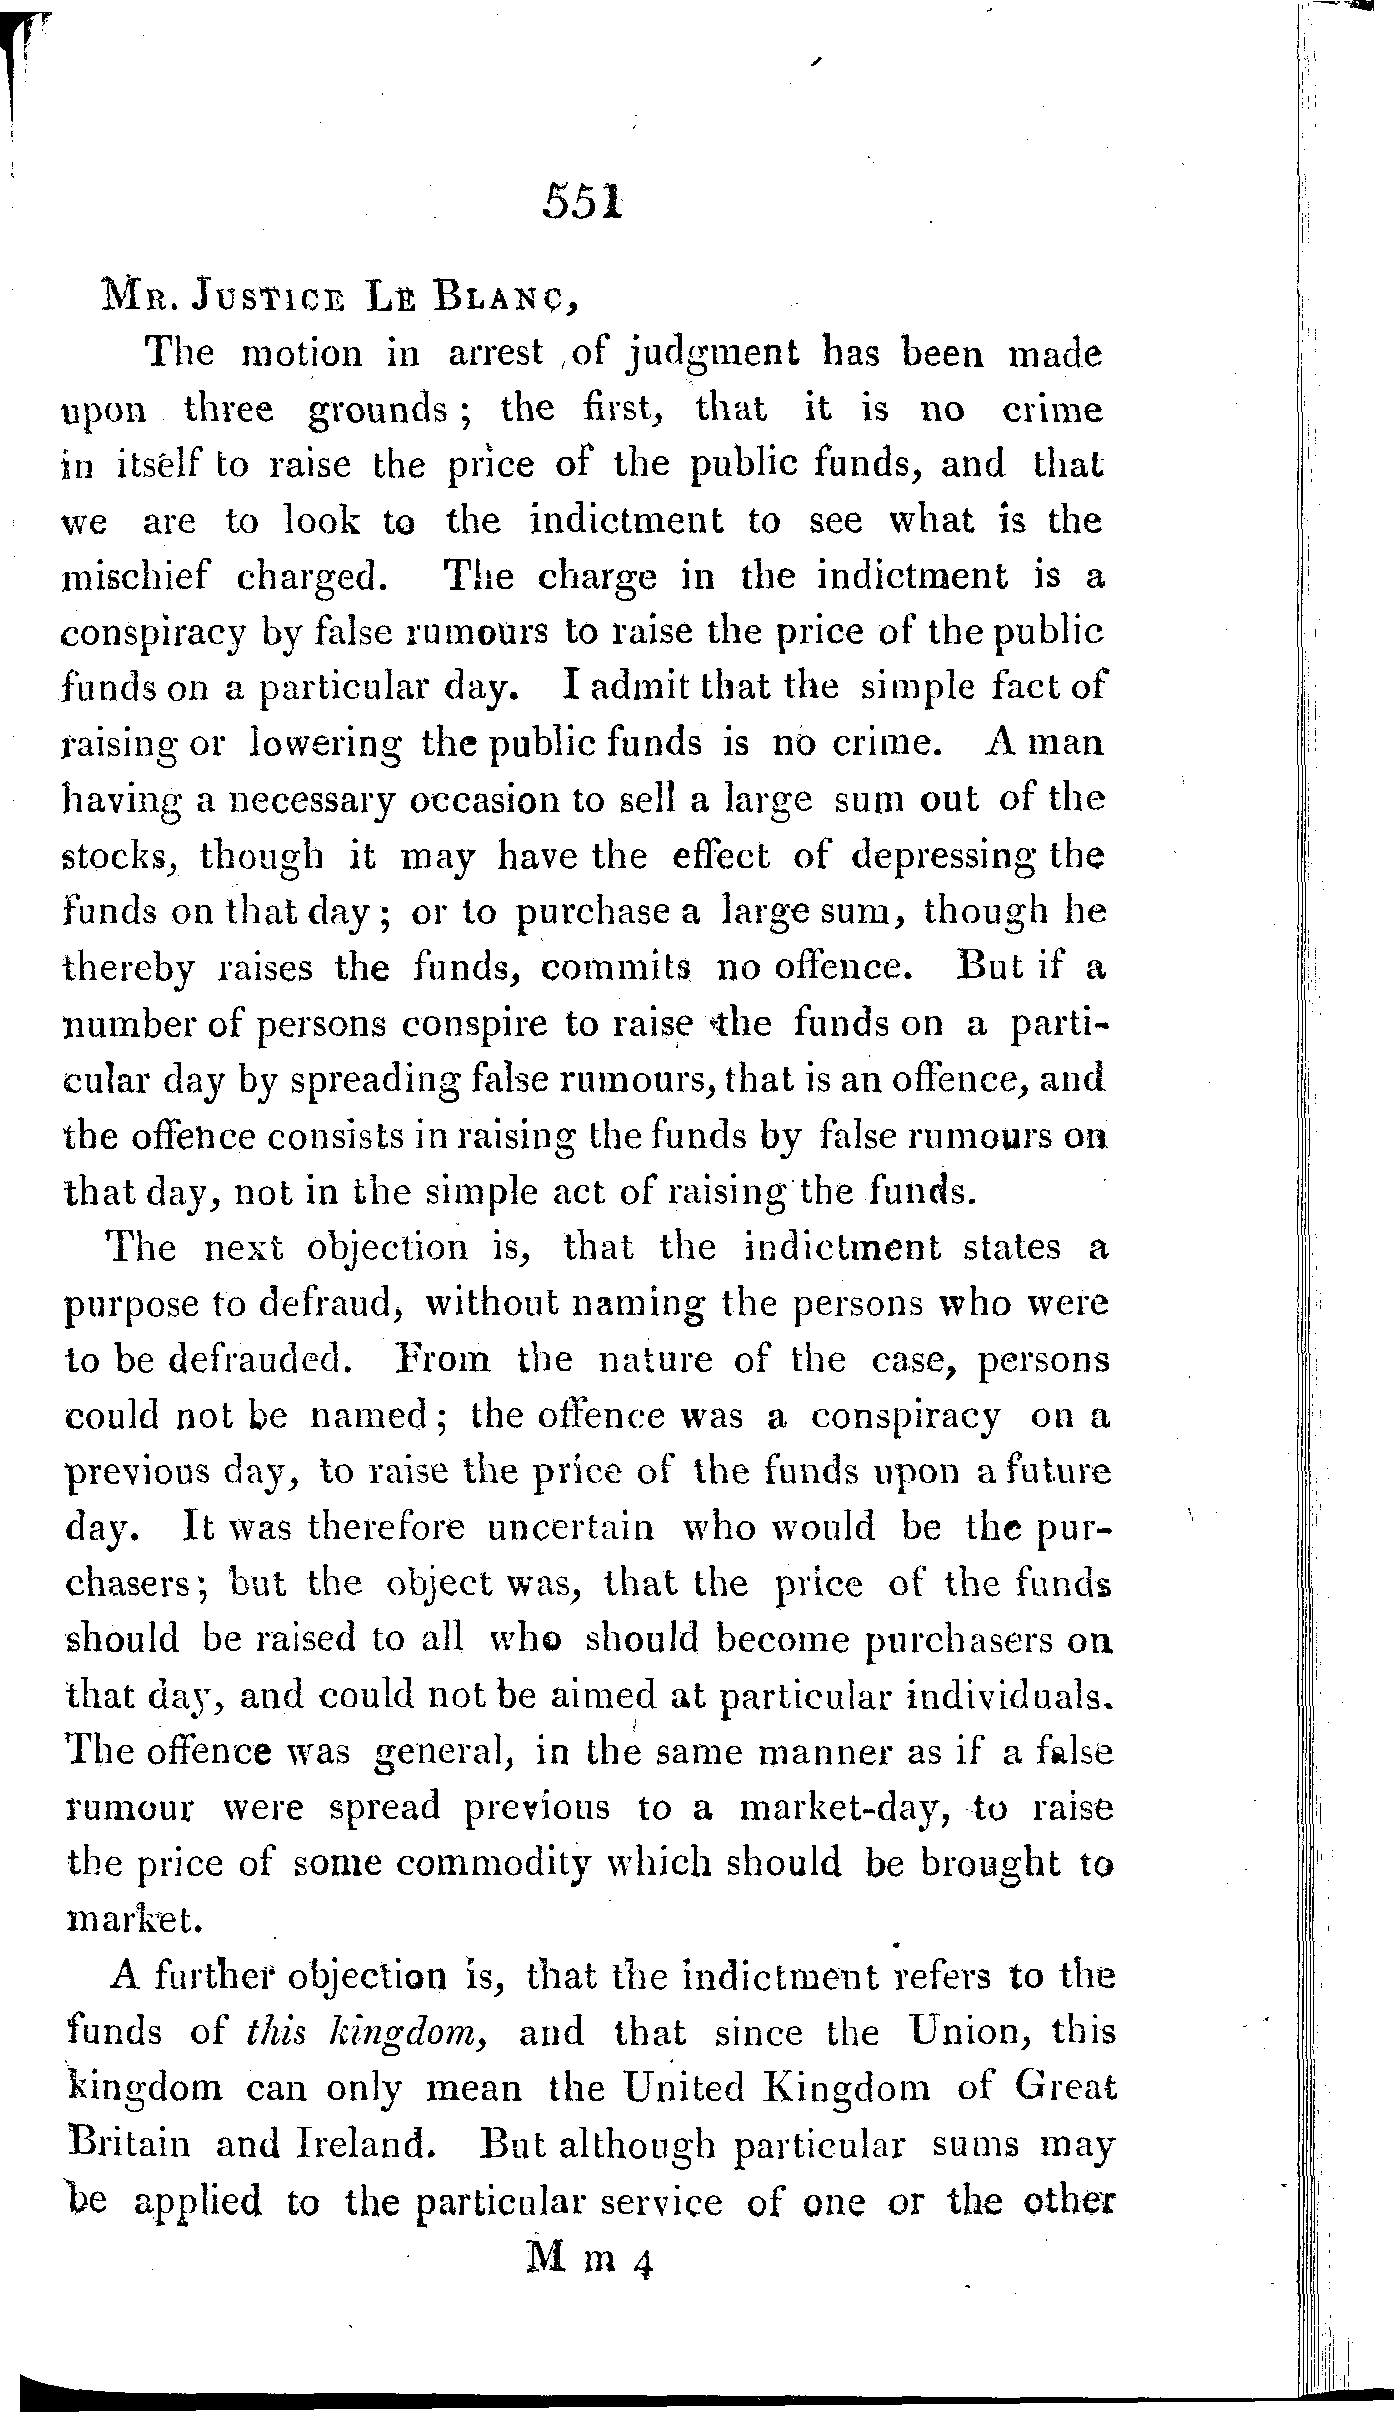 551
MR. JUSTICE LE BLANC,
The motion in arrest of judgment has been made
upon three grounds; the first, that it is no crime
in itself to raise the price of the public funds, and that
we are to look to the indictment to see what is the
mischief charged. The charge in the indictment is a
conspiracy by false rumours to raise the price of the public
funds on a particular day. I admit that the simple fact of
raising or lowering the public funds is no crime. A man
having a necessary occasion to sell a large sum out of the
stocks, though it may have the effect of depressing the
funds on that day; or to purchase a large sum, though he
thereby raises the funds, commits no offence. But if a
number of persons conspire to raise the funds on a parti-
cular day by spreading false rumours, that is an offence, and
the offence consists in raising the funds by false rumours on
that day, not in the simple act of raising the funds.
The next objection is, that the indictment states a
purpose to defraud, without naming the persons who were
to be defrauded. From the nature of the case, persons
could not be named; the offence was a conspiracy on a
previous day, to raise the price of the funds upon a future
day. It was therefore uncertain who would be the pur-
chasers; but the object was, that the price of the funds
should be raised to all who should become purchasers on
that day, and could not be aimed at particular individuals.
The offence was general, in the same manner as if a false
rumour were spread previous to a market-day, to raise
the price of some commodity which should be brought to
market.
A further objection is, that the indictment refers to the
funds of this kingdom, and that since the Union, this
kingdom can only mean the United Kingdom of Great
Britain and Ireland. But although particular sums may
be applied to the particular service of one or the other
M m 4